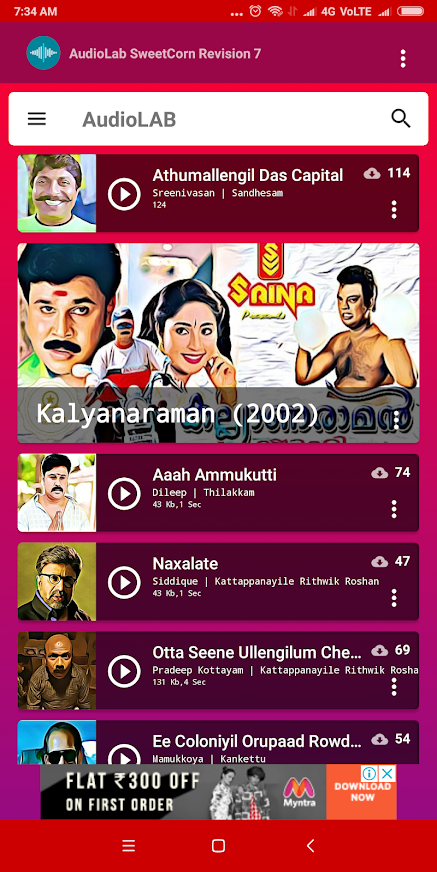 7:34 AM
4G VoLTE
AudioLab SweetCorn Revision 7
AudioLAB
Athumallengil Das Capital
114
Sreenivasan | Sandhesam
124
SAINA
Presents
Kalyanaraman (2002)
Aaah Ammukutti
74
Dileep | Thilakkam
43 Kb,1 Sec
Naxalate
47
Siddique | Kattappanayile Rithwik Roshan
43 Kb,1 Sec
Otta Seene Ullengilum Che...
69
Pradeep Kottayam | Kattappanayile Rithwik Rosha
131 Kb,4 Sec
Ee Coloniyil Orupaad Rowd...
54
Mamukkoya | Kankettu
FLAT ₹300 OFF
ON FIRST ORDER
Myntra
DOWNLOAD
NOW